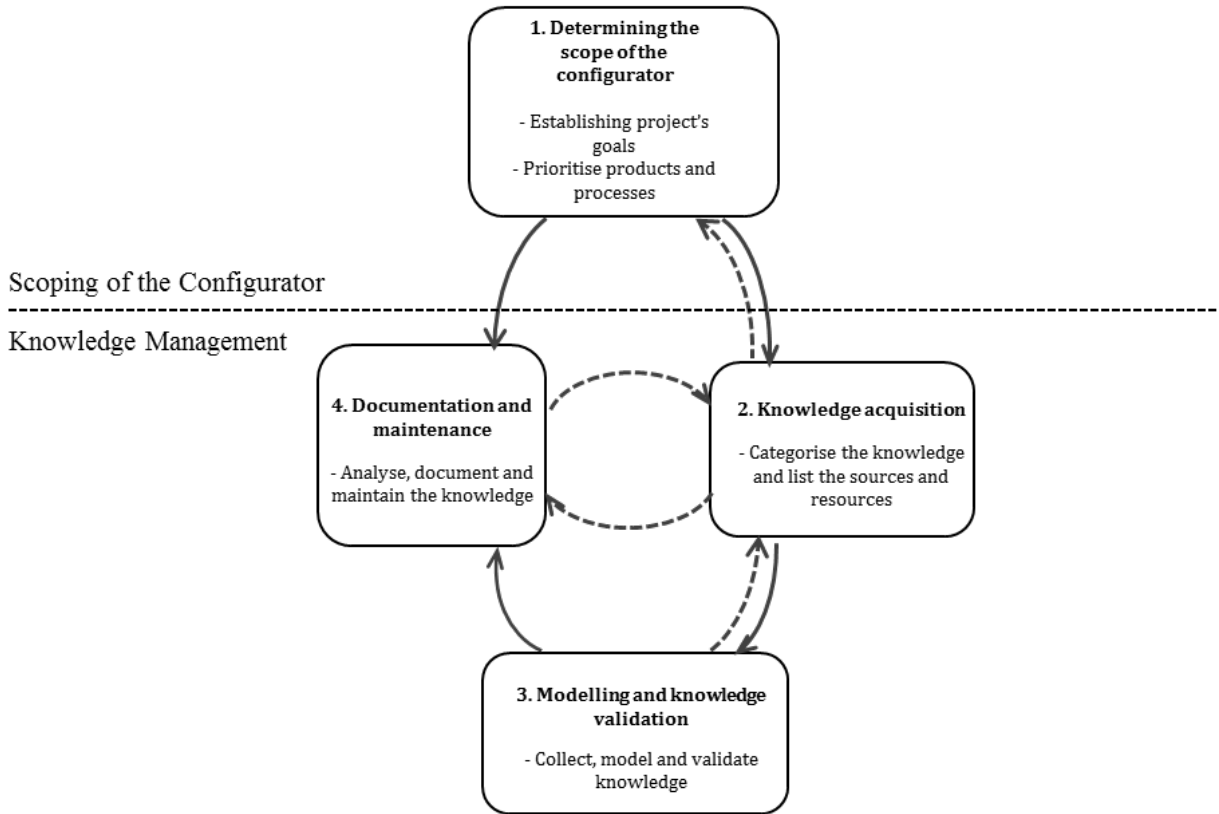 1. Determining the
scope of the
configurator
- Establishing project's
goals
- Prioritise products and
processes
Scoping of the Configurator
Knowledge Management
4. Documentation and
maintenance
- Analyse, document and
maintain the knowledge
2. Knowledge acquisition
- Categorise the knowledge
and list the sources and
resources
3. Modelling and knowledge
validation
- Collect, model and validate
knowledge